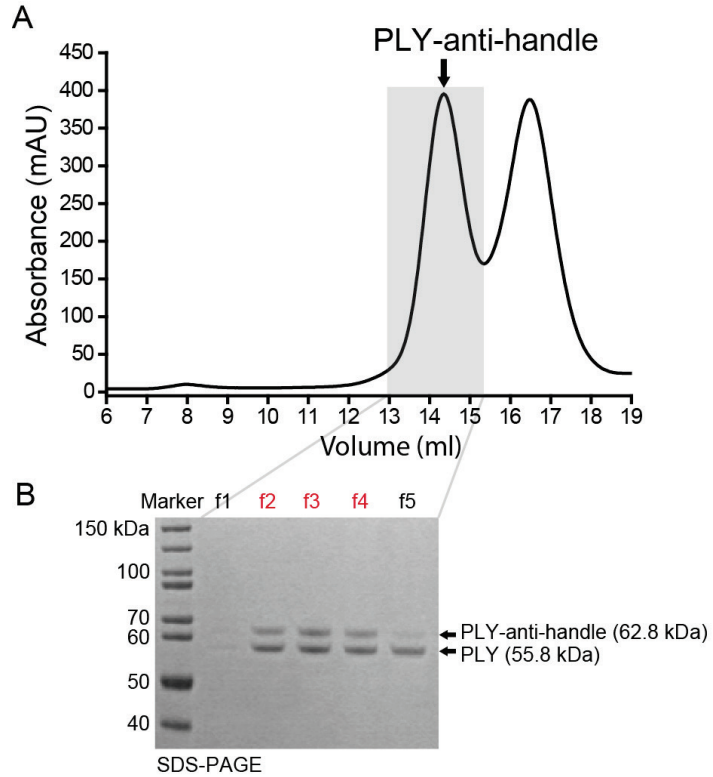 A
PLY-anti-handle
Absorbance (mAU)
450
400
350
300
250
200
150
100
50
0
6 7 8 9 10 11 12 13 14 15 16 17 18 19
Volume (ml)
B
Marker f1 f2 f3 f4 f5
150 kDa
100
70
60
50
40
PLY-anti-handle (62.8 kDa)
PLY (55.8 kDa)
SDS-PAGE